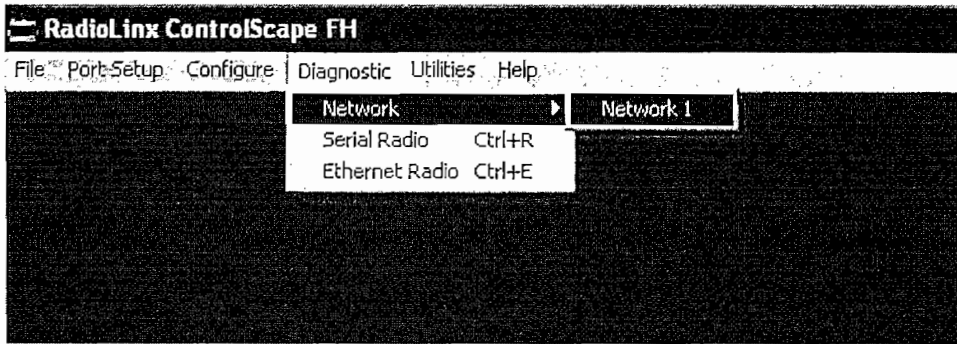 RadioLinx ControlScape FH
File Port Setup Configure Diagnostic Utilities Help
Network Network 1
Serial Radio Ctrl+R
Ethernet Radio Ctrl+E